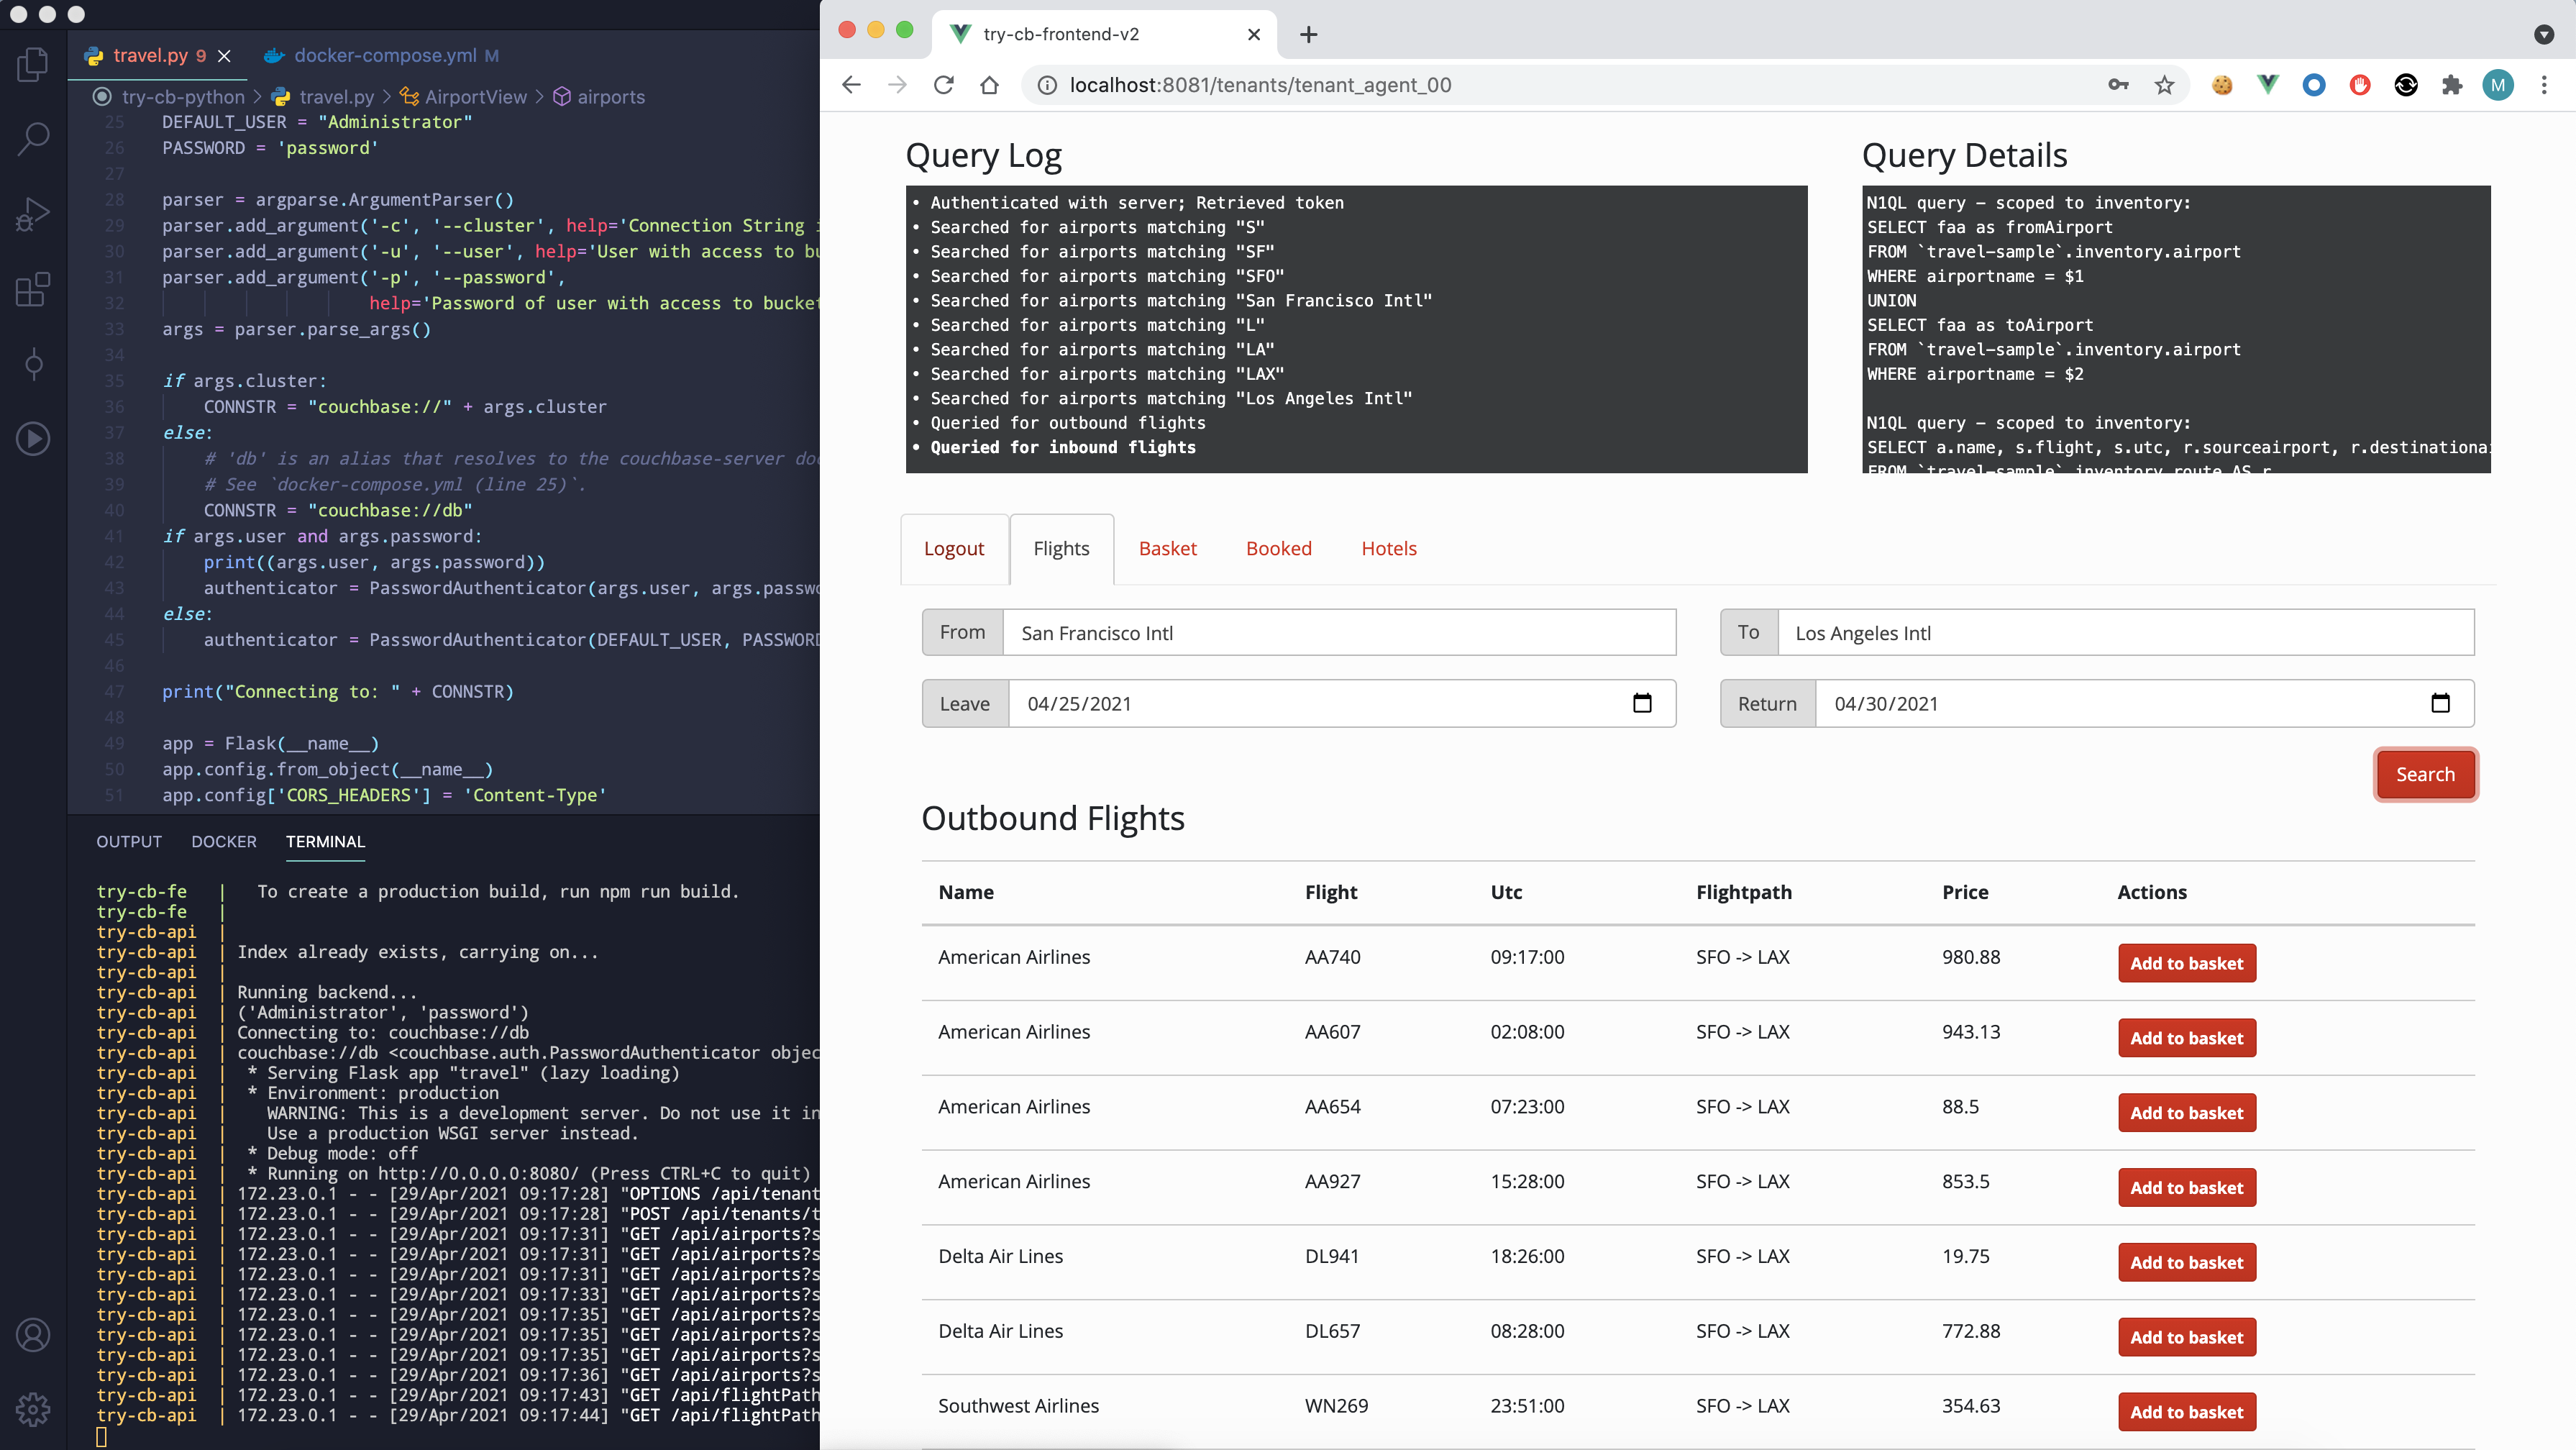 travel.py 9
docker-compose.yml M
try-cb-python > travel.py > AirportView > airports
25 DEFAULT_USER = "Administrator"
26 PASSWORD = 'password'
27
28 parser = argparse.ArgumentParser()
29 parser.add_argument('-c', '--cluster', help='Connection String
30 parser.add_argument('-u', '--user', help='User with access to
31 parser.add_argument('-p', '--password',
32 help='Password of user with access to bucket
33 args = parser.parse_args()
34
35 if args.cluster:
36 CONNSTR = "couchbase://" + args.cluster
37 else:
38 # 'db' is an alias that resolves to the couchbase-server
39 # See `docker-compose.yml (line 25)`.
40 CONNSTR = "couchbase://db"
41 if args.user and args.password:
42 print((args.user, args.password))
43 authenticator = PasswordAuthenticator(args.user, args.passw
44 else:
45 authenticator = PasswordAuthenticator(DEFAULT_USER, PASSWORD
46
47 print("Connecting to: " + CONNSTR)
48
49 app = Flask(__name__)
50 app.config.from_object(__name__)
51 app.config['CORS_HEADERS'] = 'Content-Type'
OUTPUT DOCKER TERMINAL
try-cb-fe | To create a production build, run npm run build.
try-cb-fe |
try-cb-api |
try-cb-api | Index already exists, carrying on...
try-cb-api |
try-cb-api | Running backend...
try-cb-api | ('Administrator', 'password')
try-cb-api | Connecting to: couchbase://db
try-cb-api | couchbase://db <couchbase.auth.PasswordAuthenticator objec
try-cb-api | * Serving Flask app "travel" (lazy loading)
try-cb-api | * Environment: production
try-cb-api | WARNING: This is a development server. Do not use it in
try-cb-api | Use a production WSGI server instead.
try-cb-api | * Debug mode: off
try-cb-api | * Running on http://0.0.0.0:8080/ (Press CTRL+C to quit)
try-cb-api | 172.23.0.1 - - [29/Apr/2021 09:17:28] "OPTIONS /api/tenant
try-cb-api | 172.23.0.1 - - [29/Apr/2021 09:17:28] "POST /api/tenants/t
try-cb-api | 172.23.0.1 - - [29/Apr/2021 09:17:31] "GET /api/airports?s
try-cb-api | 172.23.0.1 - - [29/Apr/2021 09:17:31] "GET /api/airports?s
try-cb-api | 172.23.0.1 - - [29/Apr/2021 09:17:31] "GET /api/airports?s
try-cb-api | 172.23.0.1 - - [29/Apr/2021 09:17:33] "GET /api/airports?s
try-cb-api | 172.23.0.1 - - [29/Apr/2021 09:17:35] "GET /api/airports?s
try-cb-api | 172.23.0.1 - - [29/Apr/2021 09:17:35] "GET /api/airports?s
try-cb-api | 172.23.0.1 - - [29/Apr/2021 09:17:35] "GET /api/airports?s
try-cb-api | 172.23.0.1 - - [29/Apr/2021 09:17:36] "GET /api/airports?s
try-cb-api | 172.23.0.1 - - [29/Apr/2021 09:17:43] "GET /api/flightPath
try-cb-api | 172.23.0.1 - - [29/Apr/2021 09:17:44] "GET /api/flightPath
try-cb-frontend-v2
localhost:8081/tenants/tenant_agent_00
M
Query Log
• Authenticated with server; Retrieved token
• Searched for airports matching "S"
• Searched for airports matching "SF"
• Searched for airports matching "SFO"
• Searched for airports matching "San Francisco Intl"
• Searched for airports matching "L"
• Searched for airports matching "LA"
• Searched for airports matching "LAX"
• Searched for airports matching "Los Angeles Intl"
• Queried for outbound flights
• Queried for inbound flights
Query Details
N1QL query – scoped to inventory:
SELECT faa as fromAirport
FROM `travel-sample`.inventory.airport
WHERE airportname = $1
UNION
SELECT faa as toAirport
FROM `travel-sample`.inventory.airport
WHERE airportname = $2
N1QL query – scoped to inventory:
SELECT a.name, s.flight, s.utc, r.sourceairport, r.destinationai
FROM `travel-sample`.inventory.route AS r
Logout Flights Basket Booked Hotels
From San Francisco Intl To Los Angeles Intl
Leave 04/25/2021 Return 04/30/2021
Search
Outbound Flights
Name Flight Utc Flightpath Price Actions
American Airlines AA740 09:17:00 SFO -> LAX 980.88 Add to basket
American Airlines AA607 02:08:00 SFO -> LAX 943.13 Add to basket
American Airlines AA654 07:23:00 SFO -> LAX 88.5 Add to basket
American Airlines AA927 15:28:00 SFO -> LAX 853.5 Add to basket
Delta Air Lines DL941 18:26:00 SFO -> LAX 19.75 Add to basket
Delta Air Lines DL657 08:28:00 SFO -> LAX 772.88 Add to basket
Southwest Airlines WN269 23:51:00 SFO -> LAX 354.63 Add to basket